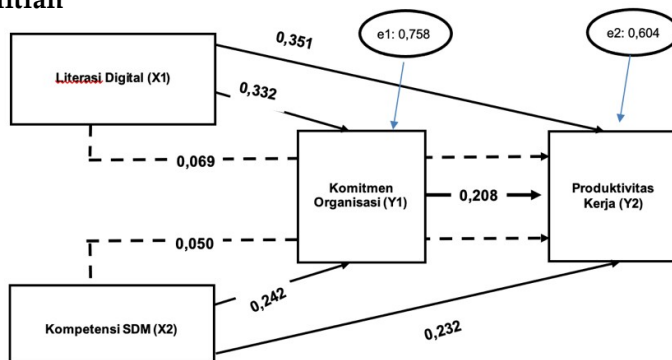 e1: 0,758
e2: 0,604
0,351
Literasi Digital (X1)
0,332
0,069
Komitmen
Organisasi (Y1)
0,208
Produktivitas
Kerja (Y2)
0,050
0,242
Kompetensi SDM (X2)
0,232